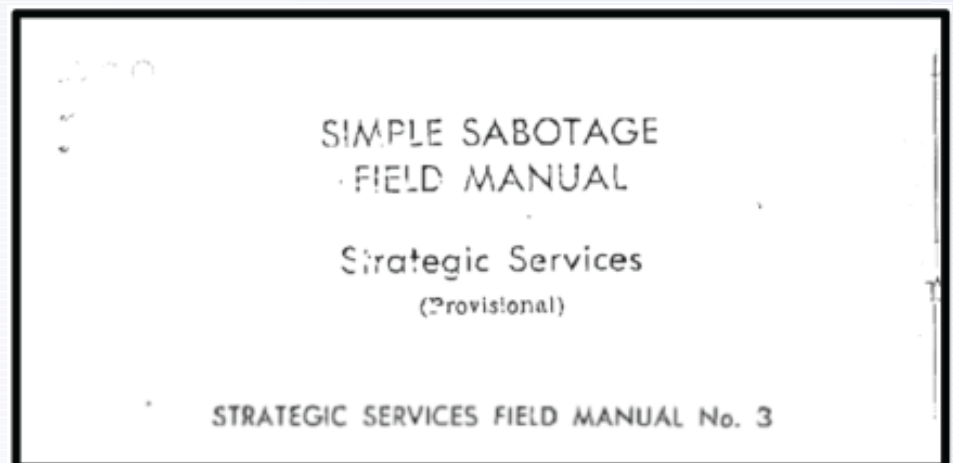 SIMPLE SABOTAGE
FIELD MANUAL
Strategic Services
(Provisional)
STRATEGIC SERVICES FIELD MANUAL No. 3